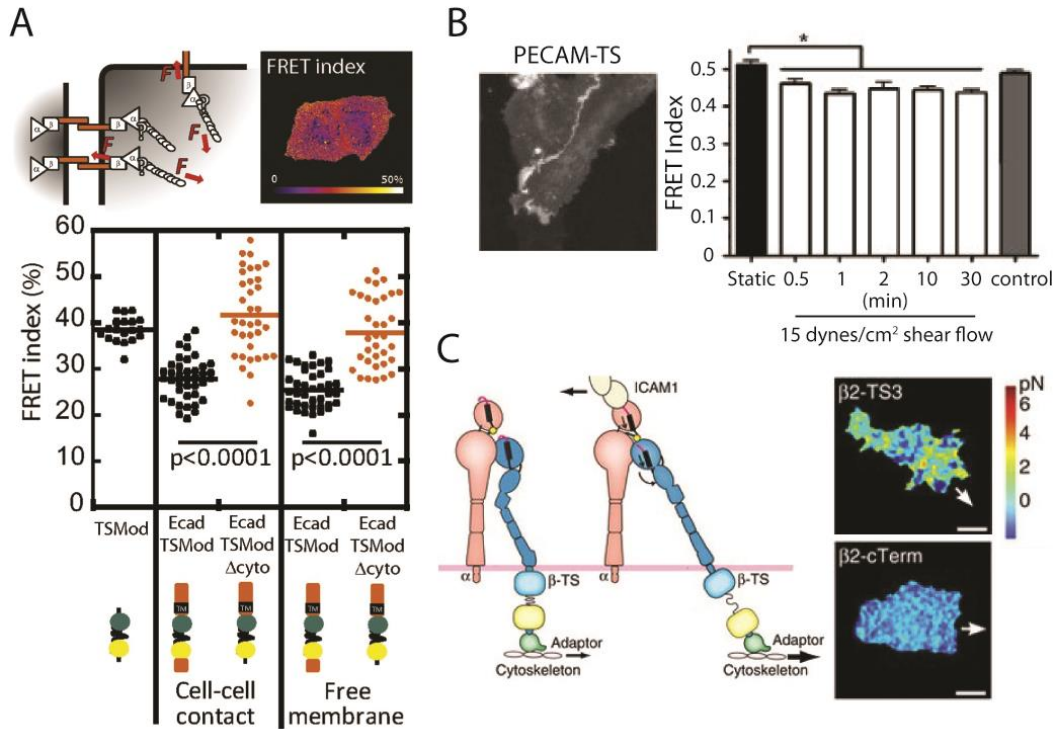 A
F
FRET index
α
β
β
α
F
F
F
F
α
β
β
α
0
50%
FRET index (%)
60
50
40
30
20
10
0
p<0.0001
p<0.0001
TSMod
Ecad
TSMod
Ecad
TSMod
Δcyto
Ecad
TSMod
Ecad
TSMod
Δcyto
TM
TM
TM
TM
Cell-cell
contact
Free
membrane
B
PECAM-TS
*
FRET Index
0.5
0.4
0.3
0.2
0.1
0
Static
0.5
1
2
10
30
control
(min)
15 dynes/cm² shear flow
C
ICAM1
α
β-TS
Adaptor
Cytoskeleton
α
β-TS
Adaptor
Cytoskeleton
β2-TS3
pN
6
4
2
0
β2-cTerm